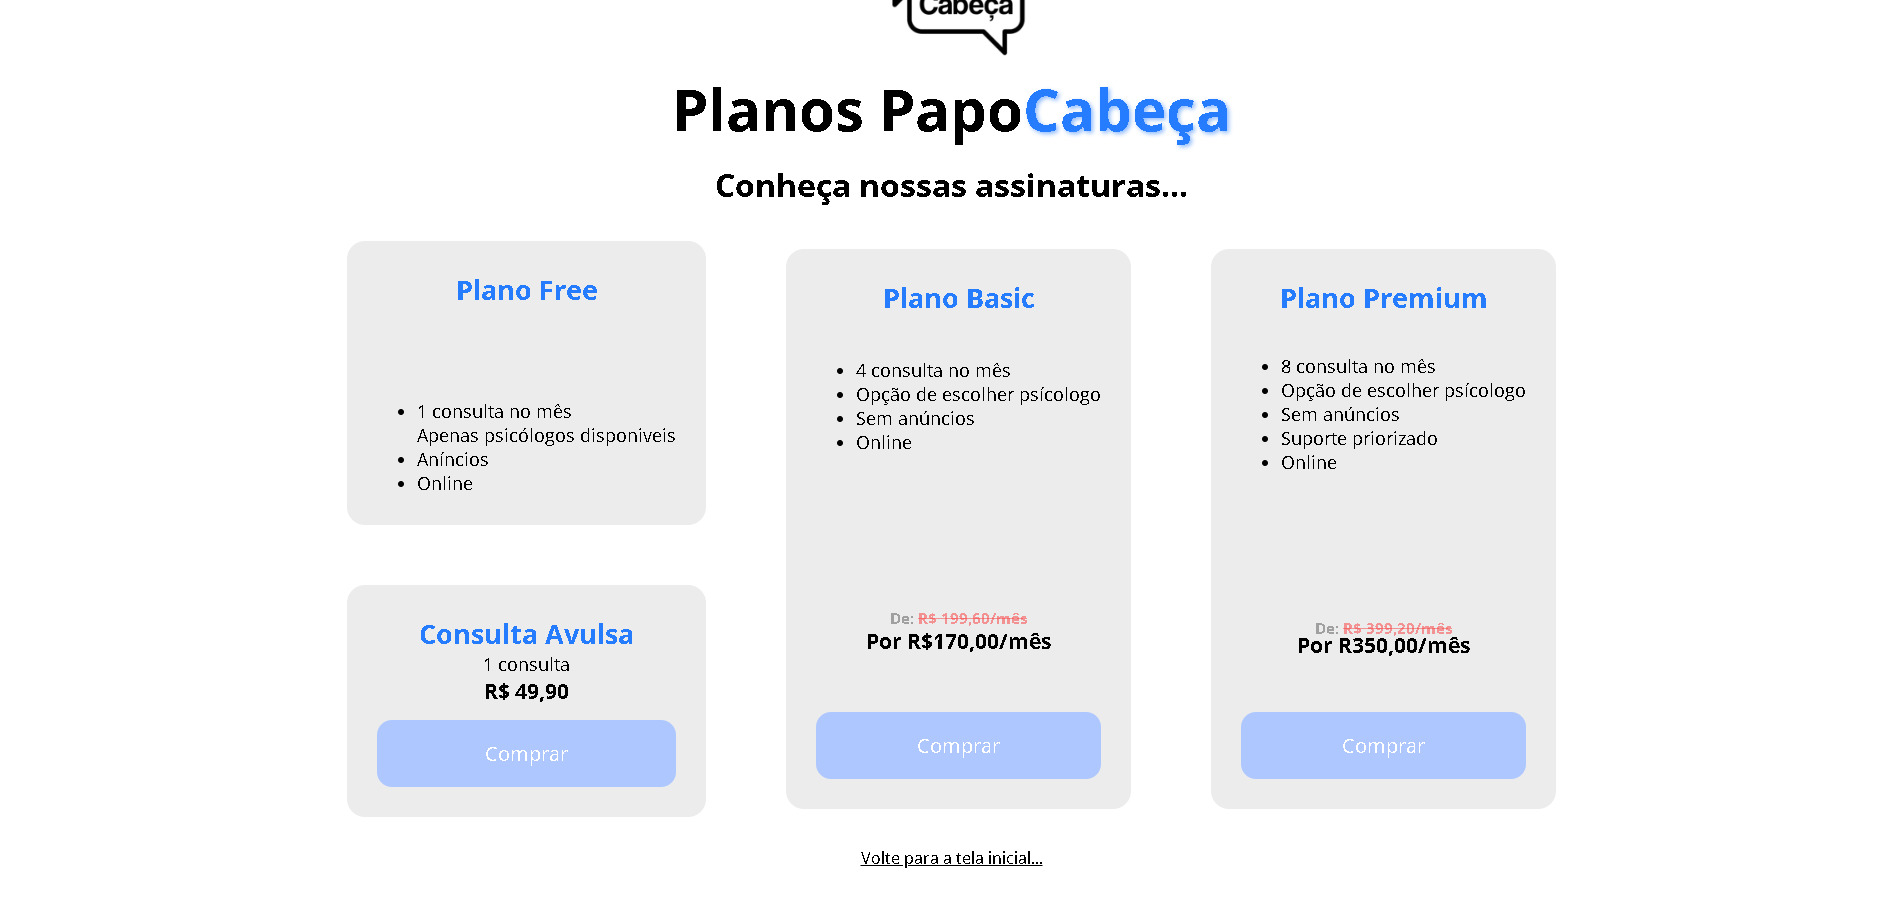 Cabeça
Planos PapoCabeça
Conheça nossas assinaturas...
Plano Free
1 consulta no mês
Apenas psicólogos disponiveis
Aníncios
Online
Consulta Avulsa
1 consulta
R$ 49,90
Comprar
Plano Basic
4 consulta no mês
Opção de escolher psícologo
Sem anúncios
Online
De: R$ 199,60/mês
Por R$170,00/mês
Comprar
Plano Premium
8 consulta no mês
Opção de escolher psícologo
Sem anúncios
Suporte priorizado
Online
De: R$ 399,20/mês
Por R350,00/mês
Comprar
Volte para a tela inicial...